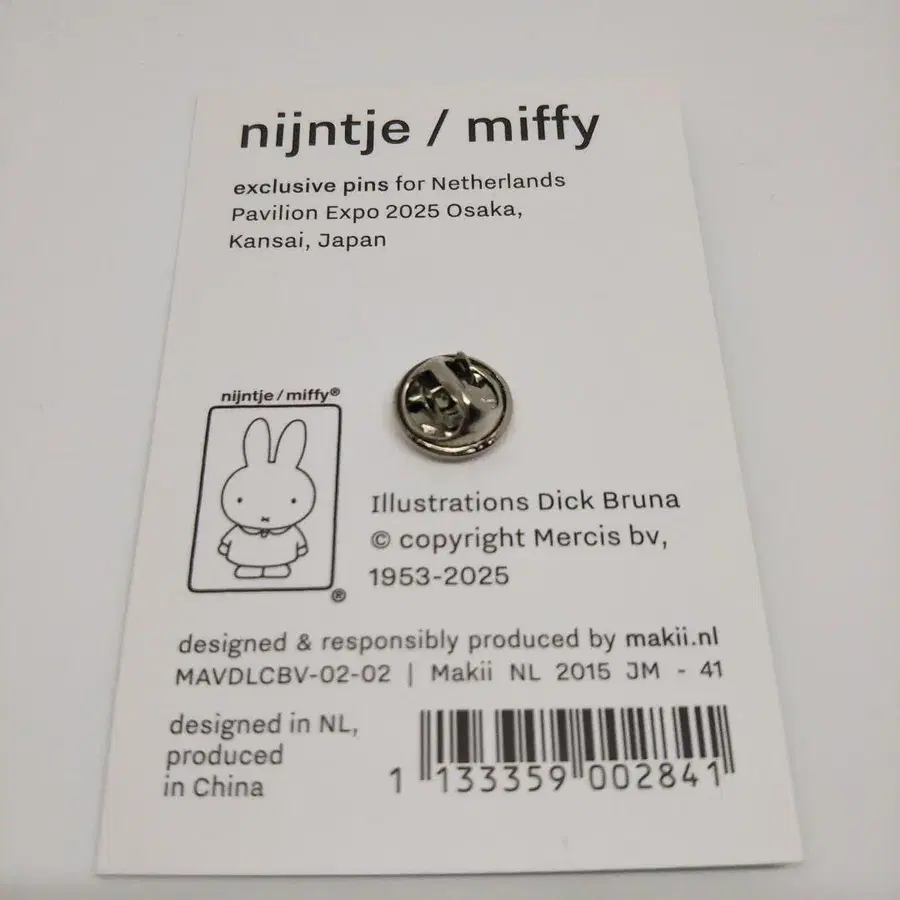 nijntje / miffy
exclusive pins for Netherlands
Pavilion Expo 2025 Osaka,
Kansai, Japan
nijntje / miffy®
®
Illustrations Dick Bruna
© copyright Mercis bv,
1953-2025
designed & responsibly produced by makii.nl
MAVDLCBV-02-02 | Makii NL 2015 JM - 41
designed in NL,
produced
in China
1 133359 002841